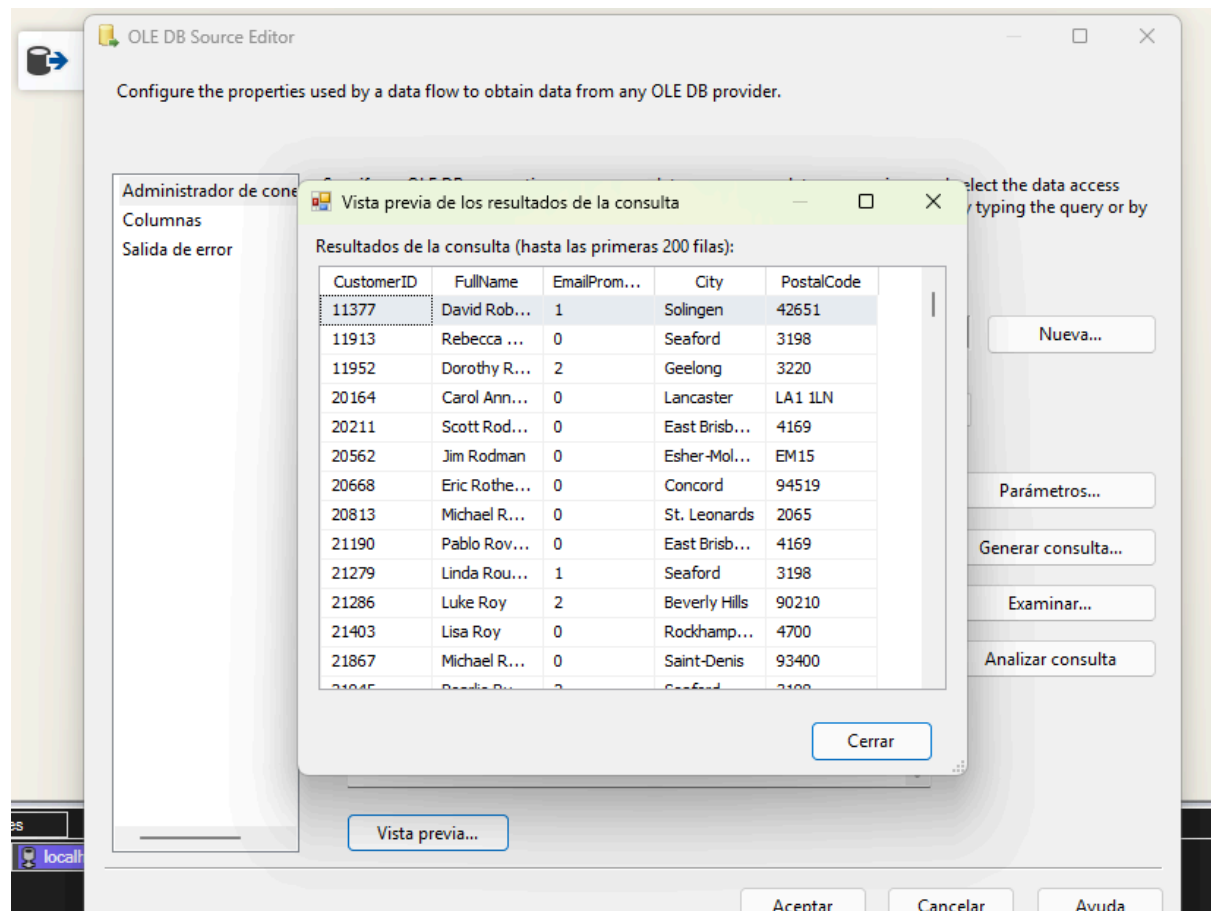 OLE DB Source Editor
Configure the properties used by a data flow to obtain data from any OLE DB provider.
Administrador de cone
Columnas
Salida de error
elect the data access
typing the query or by
Vista previa de los resultados de la consulta
Resultados de la consulta (hasta las primeras 200 filas):
CustomerID FullName EmailProm... City PostalCode
11377 David Rob... 1 Solingen 42651
11913 Rebecca ... 0 Seaford 3198
11952 Dorothy R... 2 Geelong 3220
20164 Carol Ann... 0 Lancaster LA1 1LN
20211 Scott Rod... 0 East Brisb... 4169
20562 Jim Rodman 0 Esher-Mol... EM15
20668 Eric Rothe... 0 Concord 94519
20813 Michael R... 0 St. Leonards 2065
21190 Pablo Rov... 0 East Brisb... 4169
21279 Linda Rou... 1 Seaford 3198
21286 Luke Roy 2 Beverly Hills 90210
21403 Lisa Roy 0 Rockhamp... 4700
21867 Michael R... 0 Saint-Denis 93400
Cerrar
Nueva...
Parámetros...
Generar consulta...
Examinar...
Analizar consulta
Vista previa...
es
localh
Aceptar Cancelar Ayuda